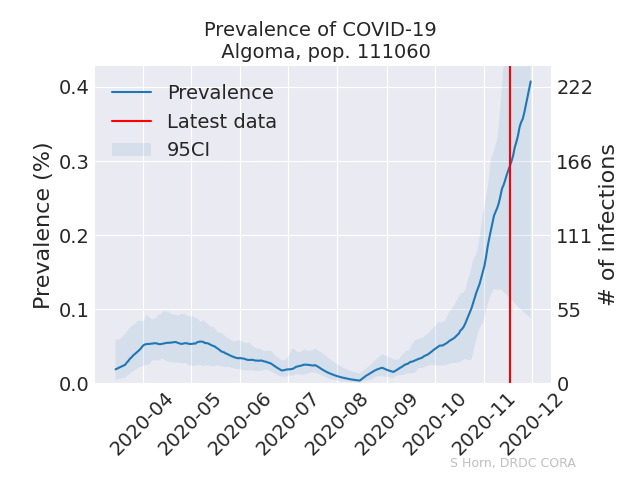 Prevalence of COVID-19
Algoma, pop. 111060
Prevalence
Latest data
95CI
Prevalence (%)
0.4
0.3
0.2
0.1
0.0
222
166
111
55
0
# of infections
2020-04
2020-05
2020-06
2020-07
2020-08
2020-09
2020-10
2020-11
2020-12
S Horn, DRDC CORA